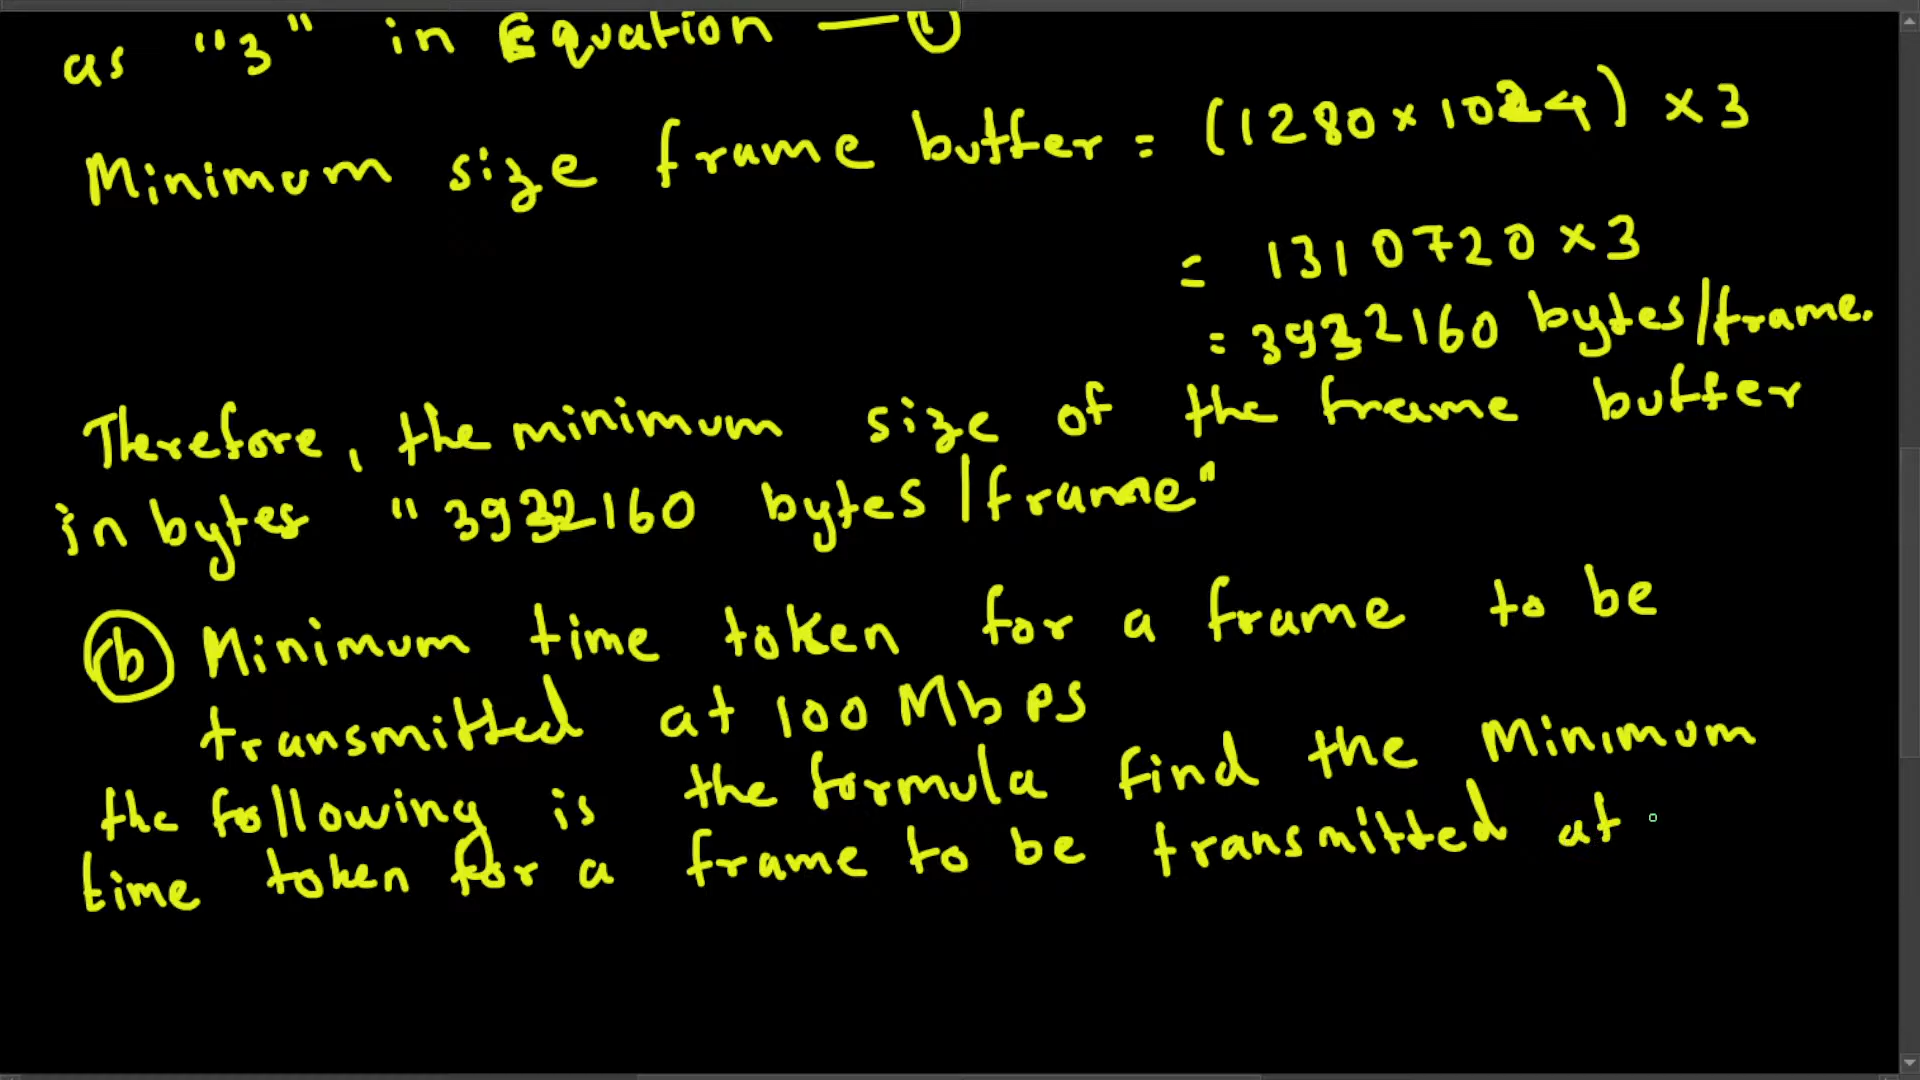 as "3" in Equation —①
Minimum size frame buffer = (1280 × 1024) × 3
= 1310720 × 3
= 3932160 bytes/frame.
Therefore, the minimum size of the frame buffer
in bytes "3932160 bytes/frame"
ⓑ Minimum time token for a frame to be
transmitted at 100 Mbps
the following is the formula find the Minimum
time token for a frame to be transmitted at